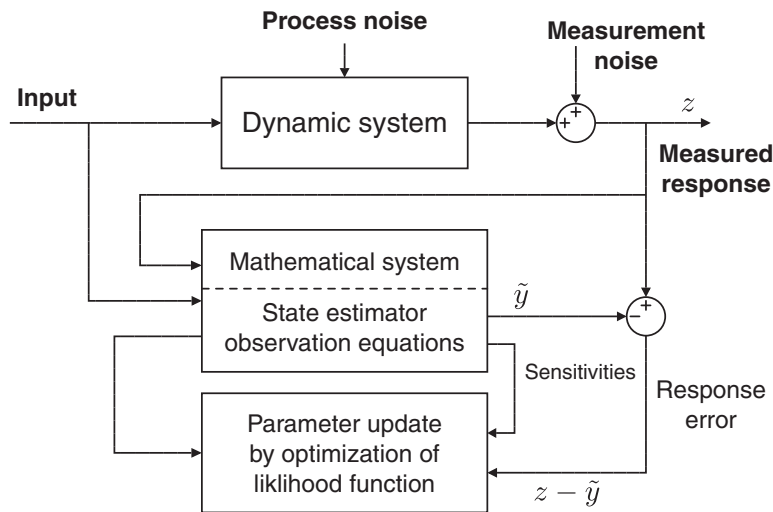 Process noise
Measurement
noise
Input
Dynamic system
+
+
z
Measured
response
Mathematical system
State estimator
observation equations
ỹ
+
−
Sensitivities
Response
error
Parameter update
by optimization of
liklihood function
z − ỹ